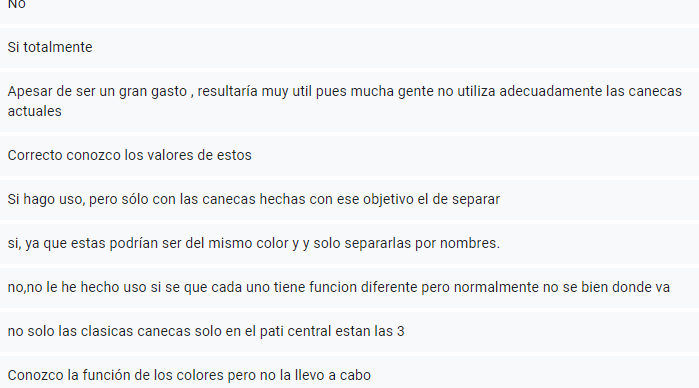 No
Si totalmente
Apesar de ser un gran gasto , resultaría muy util pues mucha gente no utiliza adecuadamente las canecas
actuales
Correcto conozco los valores de estos
Si hago uso, pero sólo con las canecas hechas con ese objetivo el de separar
si, ya que estas podrían ser del mismo color y y solo separarlas por nombres.
no,no le he hecho uso si se que cada uno tiene funcion diferente pero normalmente no se bien donde va
no solo las clasicas canecas solo en el pati central estan las 3
Conozco la función de los colores pero no la llevo a cabo